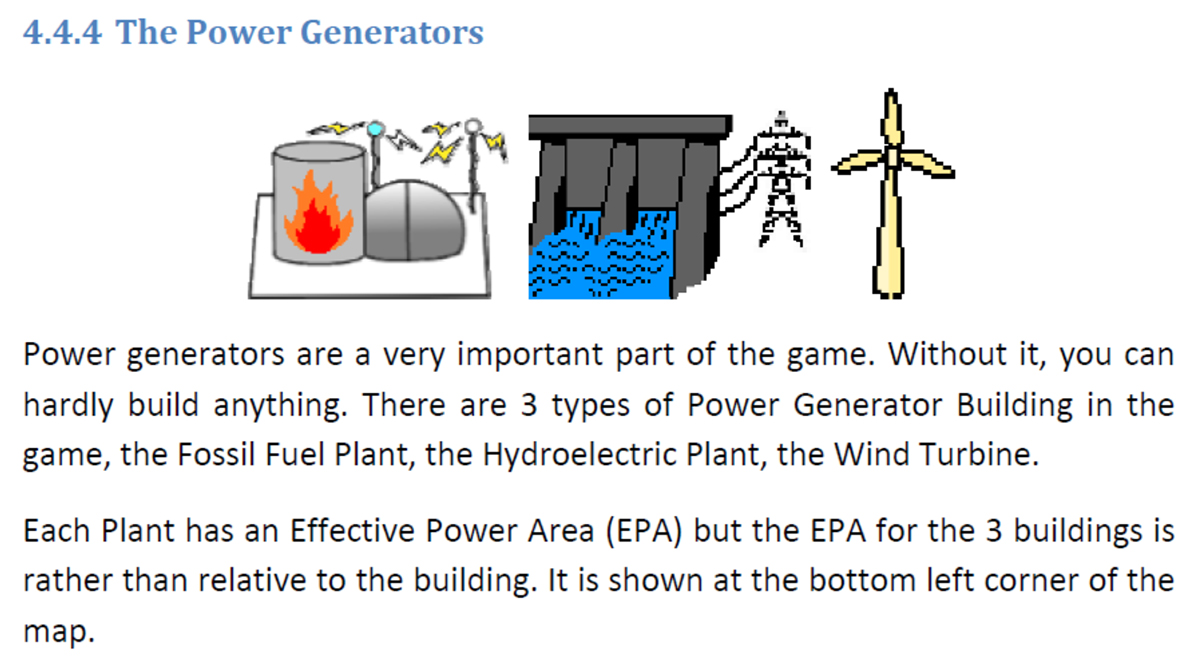 4.4.4 The Power Generators
Power generators are a very important part of the game. Without it, you can
hardly build anything. There are 3 types of Power Generator Building in the
game, the Fossil Fuel Plant, the Hydroelectric Plant, the Wind Turbine.
Each Plant has an Effective Power Area (EPA) but the EPA for the 3 buildings is
rather than relative to the building. It is shown at the bottom left corner of the
map.